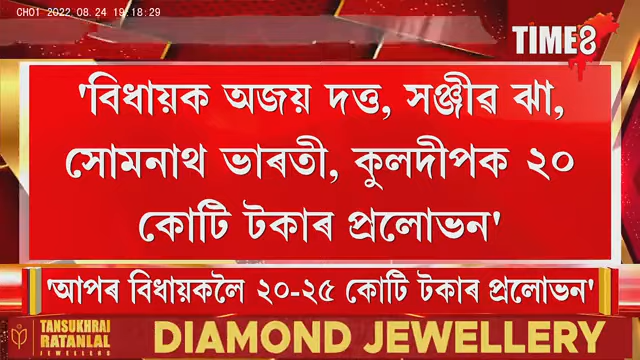 CH01 2022.08.24 19:18:29
TIME8
'বিধায়ক অজয় দত্ত, সঞ্জীৱ ঝা,
সোমনাথ ভাৰতী, কুলদীপক ২০
কোটি টকাৰ প্ৰলোভন'
'আপৰ বিধায়কলৈ ২০-২৫ কোটি টকাৰ প্ৰলোভন'
TANSUKHRAI
RATANLAL
JEWELLERS
DIAMOND JEWELLERY